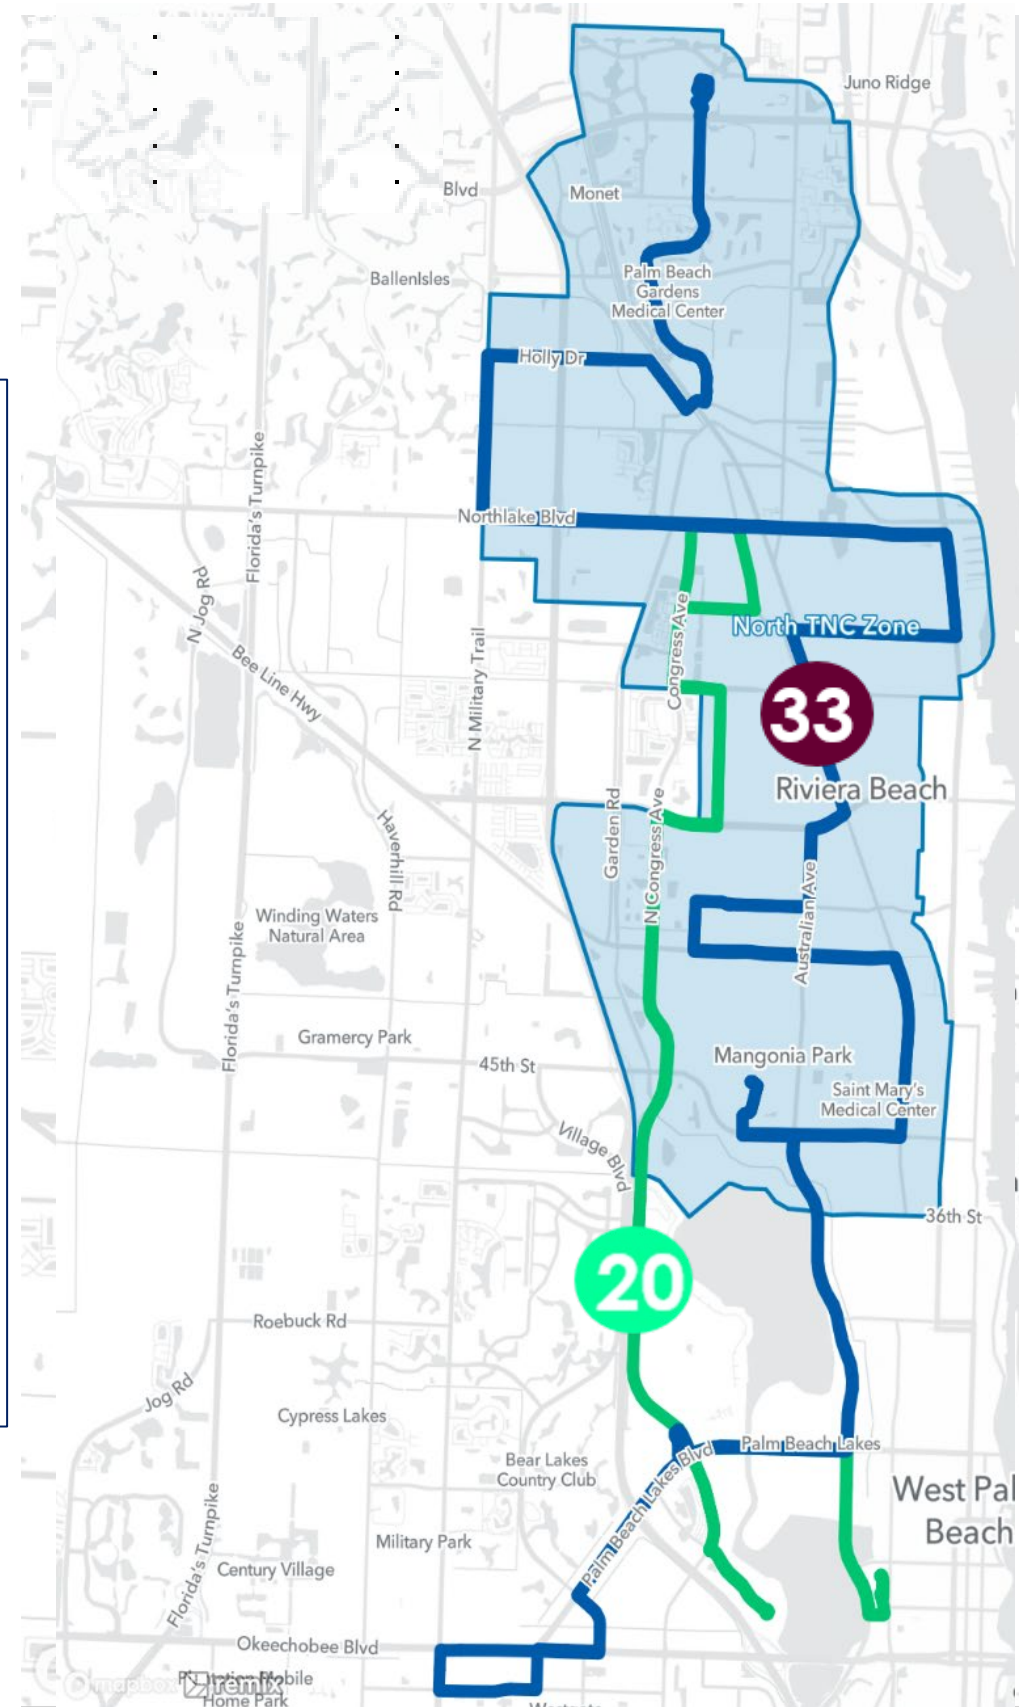 Juno Ridge
Blvd
Monet
BallenIsles
Palm Beach
Gardens
Medical Center
Holly Dr
Florida's Turnpike
Northlake Blvd
N Jog Rd
Congress Ave
North TNC Zone
Bee Line Hwy
N Military Trail
33
Riviera Beach
Garden Rd
N Congress Ave
Haverhill Rd
Australian Ave
Winding Waters
Natural Area
Florida's Turnpike
Gramercy Park
45th St
Mangonia Park
Saint Mary's
Medical Center
Village Blvd
36th St
20
Roebuck Rd
Jog Rd
Cypress Lakes
Palm Beach Lakes
Bear Lakes
Country Club
Palm Beach Lakes Blvd
West Pal
Beach
Military Park
Florida's Turnpike
Century Village
Okeechobee Blvd
mapbox
remix
Mobile
Home Park